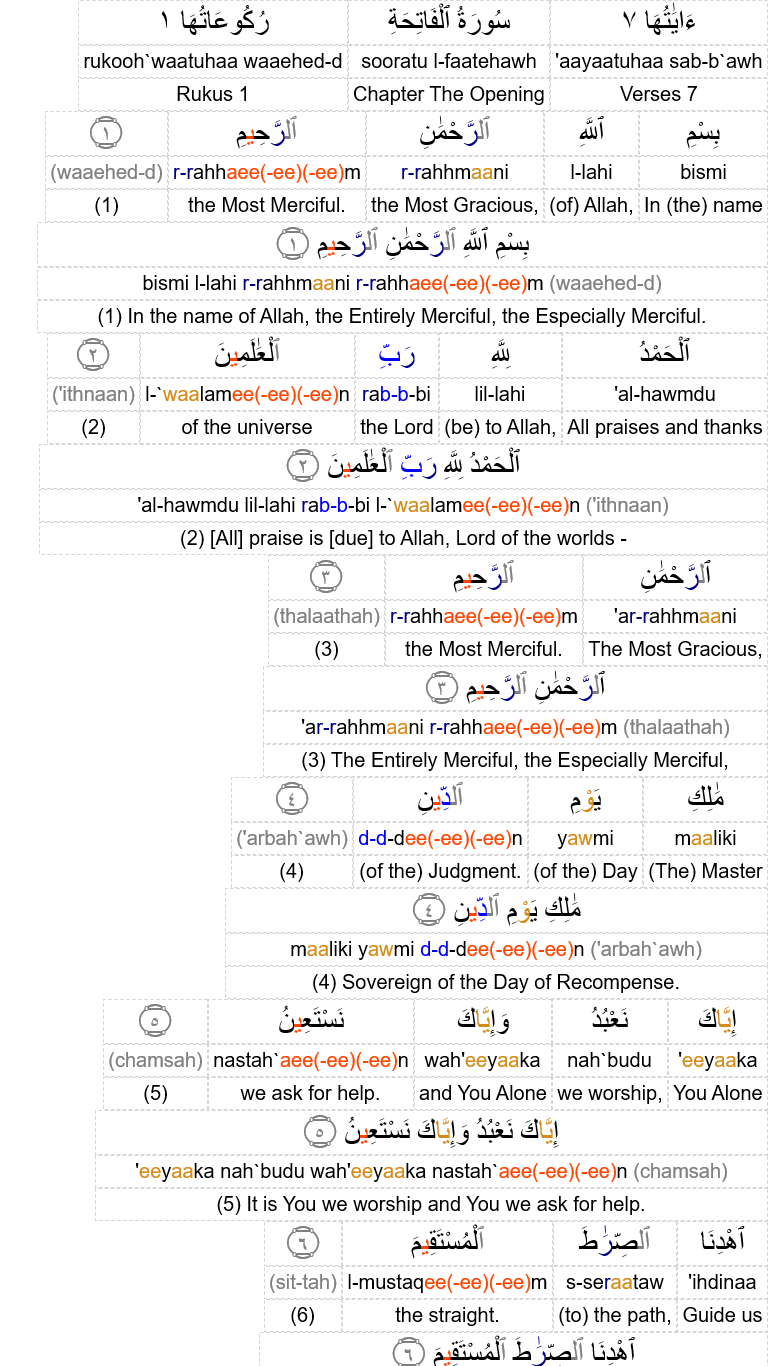 ءَايَٰتُهَا ٧ سُورَةُ ٱلْفَاتِحَةِ رُكُوعَاتُهَا ١
rukooh`waatuhaa waaehed-d sooratu l-faatehawh 'aayaatuhaa sab-b`awh
Rukus 1 Chapter The Opening Verses 7
بِسْمِ ٱللَّهِ ٱلرَّحْمَٰنِ ٱلرَّحِيمِ ١
(waaehed-d) r-rahhaee(-ee)(-ee)m r-rahhmaani l-lahi bismi
(1) the Most Merciful. the Most Gracious, (of) Allah, In (the) name
بِسْمِ ٱللَّهِ ٱلرَّحْمَٰنِ ٱلرَّحِيمِ ١
bismi l-lahi r-rahhmaani r-rahhaee(-ee)(-ee)m (waaehed-d)
(1) In the name of Allah, the Entirely Merciful, the Especially Merciful.
ٱلْحَمْدُ لِلَّهِ رَبِّ ٱلْعَٰلَمِينَ ٢
('ithnaan) l-`waalamee(-ee)(-ee)n rab-b-bi lil-lahi 'al-hawmdu
(2) of the universe the Lord (be) to Allah, All praises and thanks
ٱلْحَمْدُ لِلَّهِ رَبِّ ٱلْعَٰلَمِينَ ٢
'al-hawmdu lil-lahi rab-b-bi l-`waalamee(-ee)(-ee)n ('ithnaan)
(2) [All] praise is [due] to Allah, Lord of the worlds -
ٱلرَّحْمَٰنِ ٱلرَّحِيمِ ٣
(thalaathah) r-rahhaee(-ee)(-ee)m 'ar-rahhmaani
(3) the Most Merciful. The Most Gracious,
ٱلرَّحْمَٰنِ ٱلرَّحِيمِ ٣
'ar-rahhmaani r-rahhaee(-ee)(-ee)m (thalaathah)
(3) The Entirely Merciful, the Especially Merciful,
مَٰلِكِ يَوْمِ ٱلدِّينِ ٤
('arbah`awh) d-d-dee(-ee)(-ee)n yawmi maaliki
(4) (of the) Judgment. (of the) Day (The) Master
مَٰلِكِ يَوْمِ ٱلدِّينِ ٤
maaliki yawmi d-d-dee(-ee)(-ee)n ('arbah`awh)
(4) Sovereign of the Day of Recompense.
إِيَّاكَ نَعْبُدُ وَإِيَّاكَ نَسْتَعِينُ ٥
(chamsah) nastah`aee(-ee)(-ee)n wah'eeyaaka nah`budu 'eeyaaka
(5) we ask for help. and You Alone we worship, You Alone
إِيَّاكَ نَعْبُدُ وَإِيَّاكَ نَسْتَعِينُ ٥
'eeyaaka nah`budu wah'eeyaaka nastah`aee(-ee)(-ee)n (chamsah)
(5) It is You we worship and You we ask for help.
ٱهْدِنَا ٱلصِّرَٰطَ ٱلْمُسْتَقِيمَ ٦
(sit-tah) l-mustaqee(-ee)(-ee)m s-seraataw 'ihdinaa
(6) the straight. (to) the path, Guide us
ٱهْدِنَا ٱلصِّرَٰطَ ٱلْمُسْتَقِيمَ ٦